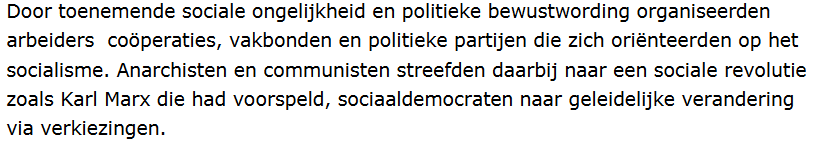 Door toenemende sociale ongelijkheid en politieke bewustwording organiseerden
arbeiders  coöperaties, vakbonden en politieke partijen die zich oriënteerden op het
socialisme. Anarchisten en communisten streefden daarbij naar een sociale revolutie
zoals Karl Marx die had voorspeld, sociaaldemocraten naar geleidelijke verandering
via verkiezingen.